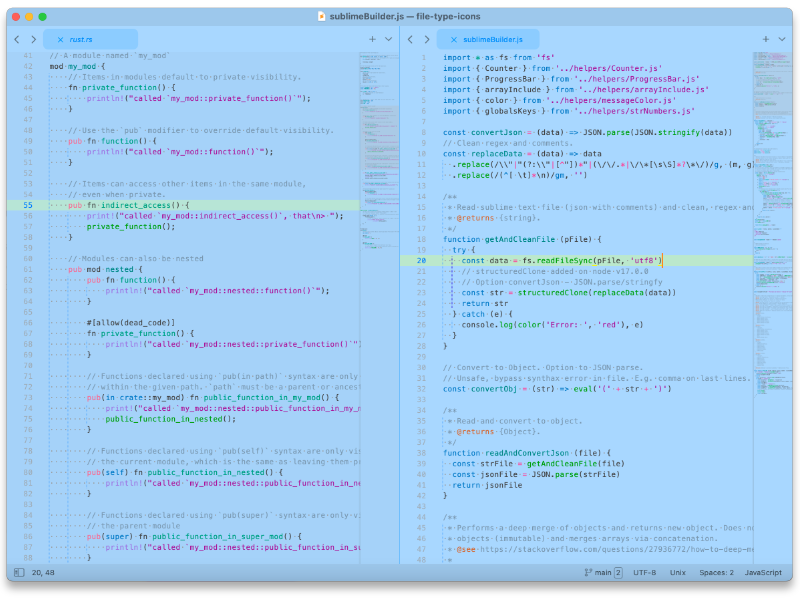 sublimeBuilder.js — file-type-icons
rust.rs
41 // A module named `my_mod`
42 mod my_mod {
43 // Items in modules default to private visibility.
44 fn private_function() {
45 println!("called `my_mod::private_function()`");
46 }
47
48 // Use the `pub` modifier to override default visibility.
49 pub fn function() {
50 println!("called `my_mod::function()`");
51 }
52
53 // Items can access other items in the same module,
54 // even when private.
55 pub fn indirect_access() {
56 print!("called `my_mod::indirect_access()`, that\n> ");
57 private_function();
58 }
59
60 // Modules can also be nested
61 pub mod nested {
62 pub fn function() {
63 println!("called `my_mod::nested::function()`");
64 }
65
66 #[allow(dead_code)]
67 fn private_function() {
68 println!("called `my_mod::nested::private_function()`")
69 }
70
71 // Functions declared using `pub(in path)` syntax are only
72 // within the given path. `path` must be a parent or ances
73 pub(in crate::my_mod) fn public_function_in_my_mod() {
74 print!("called `my_mod::nested::public_function_in_my_m
75 public_function_in_nested();
76 }
77
78 // Functions declared using `pub(self)` syntax are only vi
79 // the current module, which is the same as leaving them p
80 pub(self) fn public_function_in_nested() {
81 println!("called `my_mod::nested::public_function_in_ne
82 }
83
84 // Functions declared using `pub(super)` syntax are only v
85 // the parent module
86 pub(super) fn public_function_in_super_mod() {
87 println!("called `my_mod::nested::public_function_in_su
88 }
sublimeBuilder.js
1 import * as fs from 'fs'
2 import { Counter } from '../helpers/Counter.js'
3 import { ProgressBar } from '../helpers/ProgressBar.js'
4 import { arrayInclude } from '../helpers/arrayInclude.js'
5 import { color } from '../helpers/messageColor.js'
6 import { globalsKeys } from '../helpers/strNumbers.js'
7
8 const convertJson = (data) => JSON.parse(JSON.stringify(data))
9 // Clean regex and comments.
10 const replaceData = (data) => data
11 .replace(/\\"|"(?:\\"|[^"])*"|(\/\/.*|\/\*[\s\S]*?\*\/)/g, (m, g
12 .replace(/(^[ \t]*\n)/gm, '')
13
14 /**
15 * Read sublime text file (json with comments) and clean, regex an
16 * @returns {string}.
17 */
18 function getAndCleanFile (pFile) {
19 try {
20 const data = fs.readFileSync(pFile, 'utf8')
21 // structuredClone added on node v17.0.0
22 // Option convertJson - JSON.parse/stringfy
23 const str = structuredClone(replaceData(data))
24 return str
25 } catch (e) {
26 console.log(color('Error: ', 'red'), e)
27 }
28 }
29
30 // Convert to Object. Option to JSON.parse.
31 // Unsafe, bypass synthax error in file. E.g. comma on last lines.
32 const convertObj = (str) => eval('(' + str + ')')
33
34 /**
35 * Read and convert to object.
36 * @returns {Object}.
37 */
38 function readAndConvertJson (file) {
39 const strFile = getAndCleanFile(file)
40 const jsonFile = JSON.parse(strFile)
41 return jsonFile
42 }
43
44 /**
45 * Performs a deep merge of objects and returns new object. Does n
46 * objects (immutable) and merges arrays via concatenation.
47 * @see https://stackoverflow.com/questions/27936772/how-to-deep-m
48 *
20, 48
main 2 UTF-8 Unix Spaces: 2 JavaScript